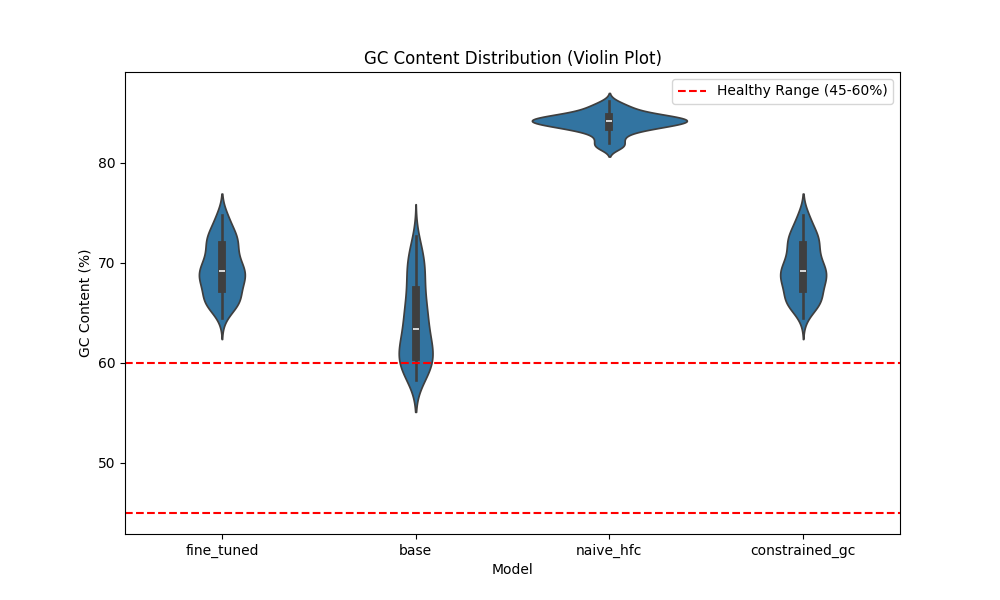 GC Content Distribution (Violin Plot)
Healthy Range (45-60%)
GC Content (%)
80
70
60
50
fine_tuned
base
naive_hfc
constrained_gc
Model